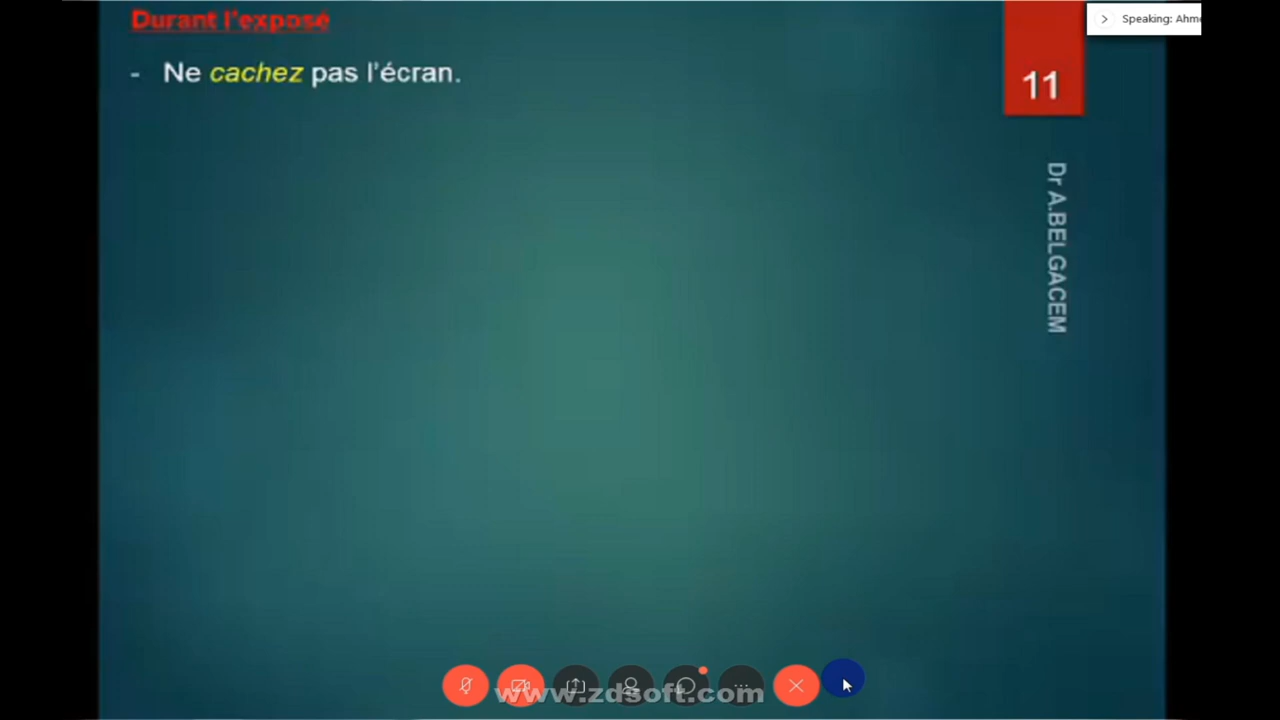 Durant l'exposé
- Ne cachez pas l'écran.
11
Speaking: Ahm
Dr A.BELGACEM
www.zdsoft.com